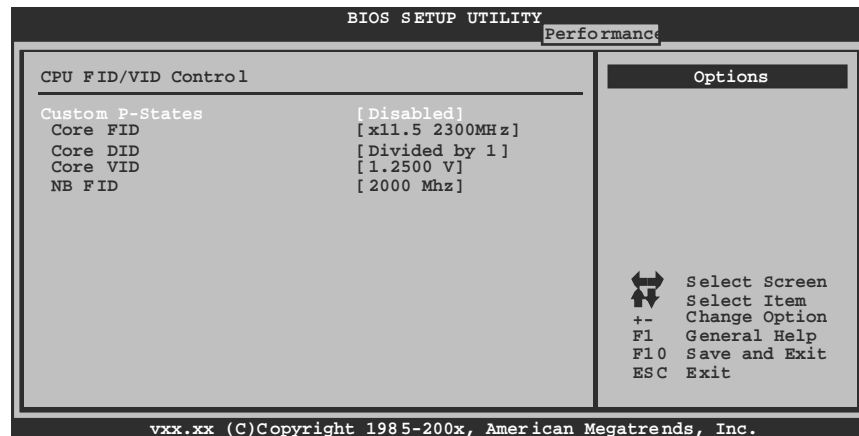 BIOS SETUP UTILITY
Performance
CPU FID/VID Control
Options
Custom P-States [Disabled]
Core FID [x11.5 2300MHz]
Core DID [Divided by 1]
Core VID [1.2500 V]
NB FID [2000 Mhz]
Select Screen
Select Item
+- Change Option
F1 General Help
F10 Save and Exit
ESC Exit
vxx.xx (C)Copyright 1985-200x, American Megatrends, Inc.